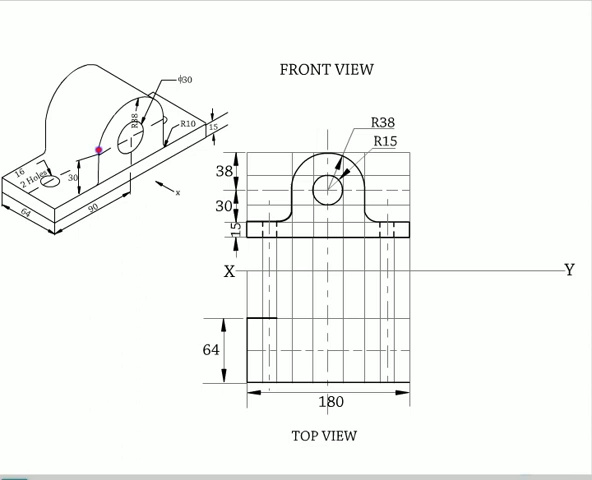 FRONT VIEW
ϕ30
R38
R10
15
16
2 Holes
30
x
64
90
R38
R15
38
30
15
X
Y
64
180
TOP VIEW